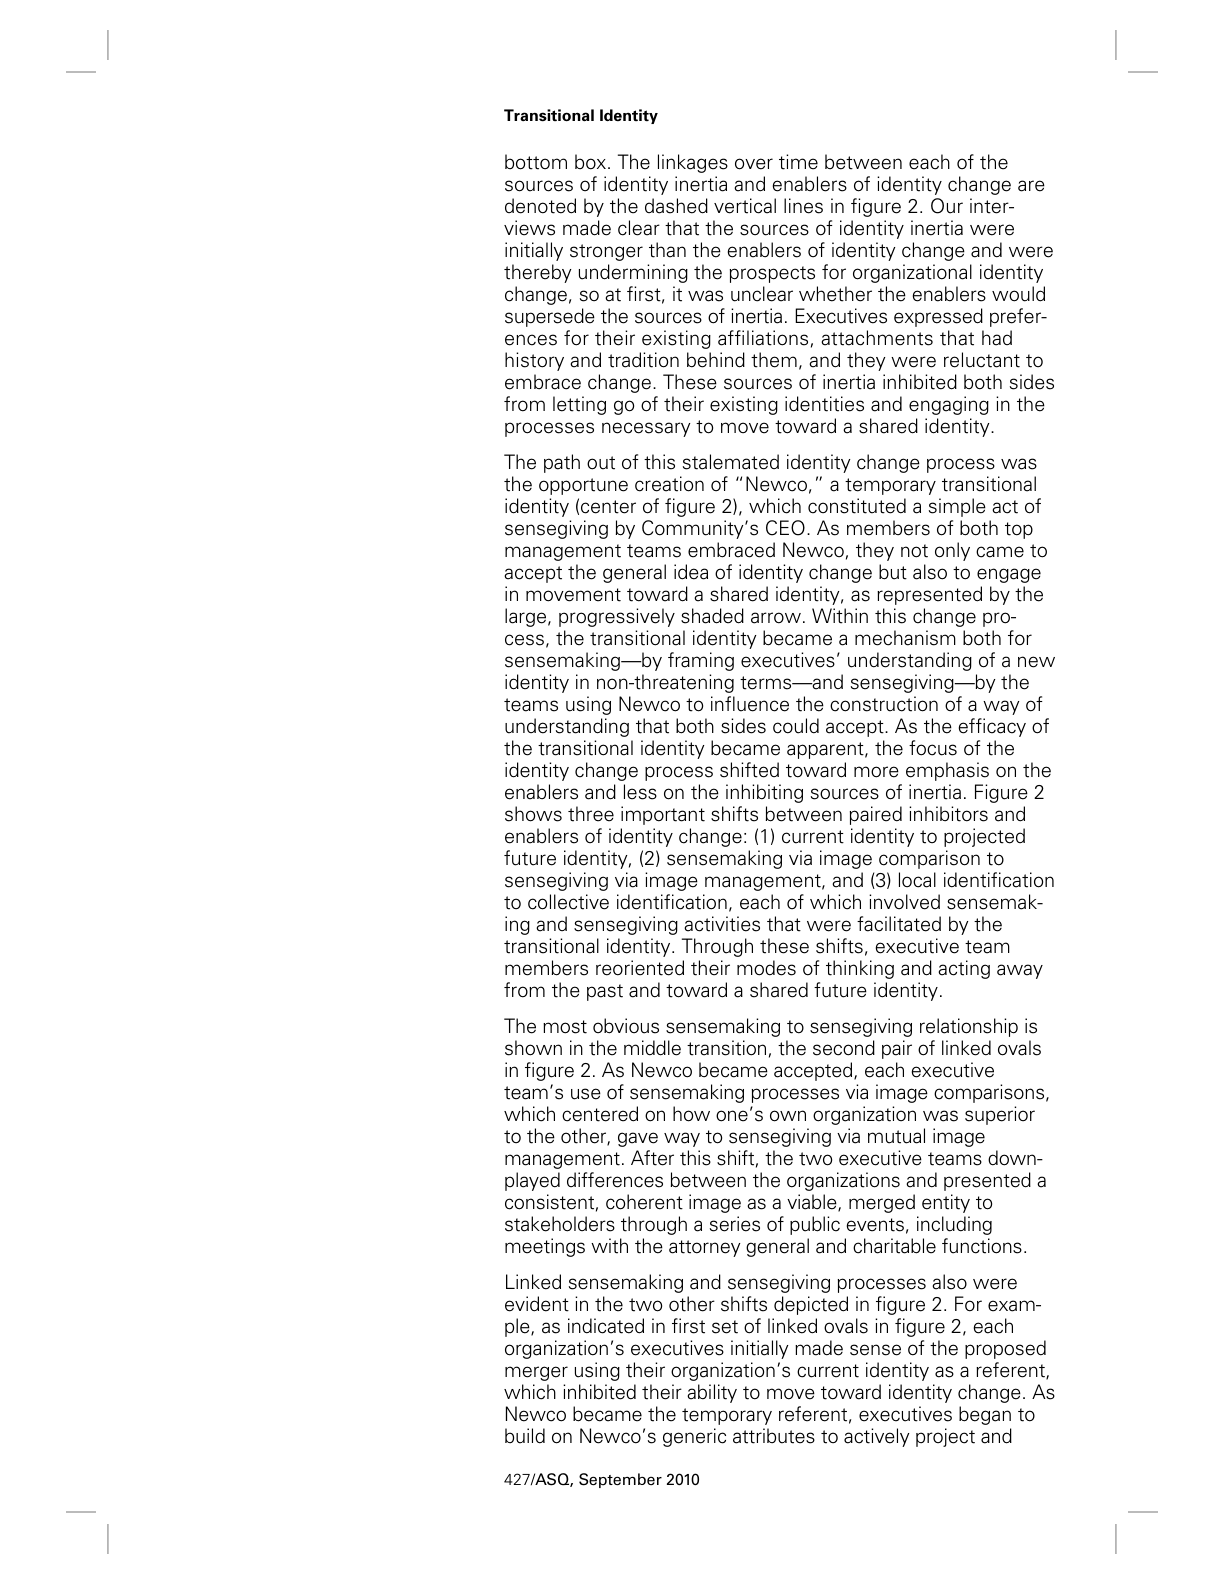 Transitional Identity
bottom box. The linkages over time between each of the
sources of identity inertia and enablers of identity change are
denoted by the dashed vertical lines in figure 2. Our inter-
views made clear that the sources of identity inertia were
initially stronger than the enablers of identity change and were
thereby undermining the prospects for organizational identity
change, so at first, it was unclear whether the enablers would
supersede the sources of inertia. Executives expressed prefer-
ences for their existing affiliations, attachments that had
history and tradition behind them, and they were reluctant to
embrace change. These sources of inertia inhibited both sides
from letting go of their existing identities and engaging in the
processes necessary to move toward a shared identity.
The path out of this stalemated identity change process was
the opportune creation of “Newco,” a temporary transitional
identity (center of figure 2), which constituted a simple act of
sensegiving by Community’s CEO. As members of both top
management teams embraced Newco, they not only came to
accept the general idea of identity change but also to engage
in movement toward a shared identity, as represented by the
large, progressively shaded arrow. Within this change pro-
cess, the transitional identity became a mechanism both for
sensemaking—by framing executives’ understanding of a new
identity in non-threatening terms—and sensegiving—by the
teams using Newco to influence the construction of a way of
understanding that both sides could accept. As the efficacy of
the transitional identity became apparent, the focus of the
identity change process shifted toward more emphasis on the
enablers and less on the inhibiting sources of inertia. Figure 2
shows three important shifts between paired inhibitors and
enablers of identity change: (1) current identity to projected
future identity, (2) sensemaking via image comparison to
sensegiving via image management, and (3) local identification
to collective identification, each of which involved sensemak-
ing and sensegiving activities that were facilitated by the
transitional identity. Through these shifts, executive team
members reoriented their modes of thinking and acting away
from the past and toward a shared future identity.
The most obvious sensemaking to sensegiving relationship is
shown in the middle transition, the second pair of linked ovals
in figure 2. As Newco became accepted, each executive
team’s use of sensemaking processes via image comparisons,
which centered on how one’s own organization was superior
to the other, gave way to sensegiving via mutual image
management. After this shift, the two executive teams down-
played differences between the organizations and presented a
consistent, coherent image as a viable, merged entity to
stakeholders through a series of public events, including
meetings with the attorney general and charitable functions.
Linked sensemaking and sensegiving processes also were
evident in the two other shifts depicted in figure 2. For exam-
ple, as indicated in first set of linked ovals in figure 2, each
organization’s executives initially made sense of the proposed
merger using their organization’s current identity as a referent,
which inhibited their ability to move toward identity change. As
Newco became the temporary referent, executives began to
build on Newco’s generic attributes to actively project and
427/ASQ, September 2010